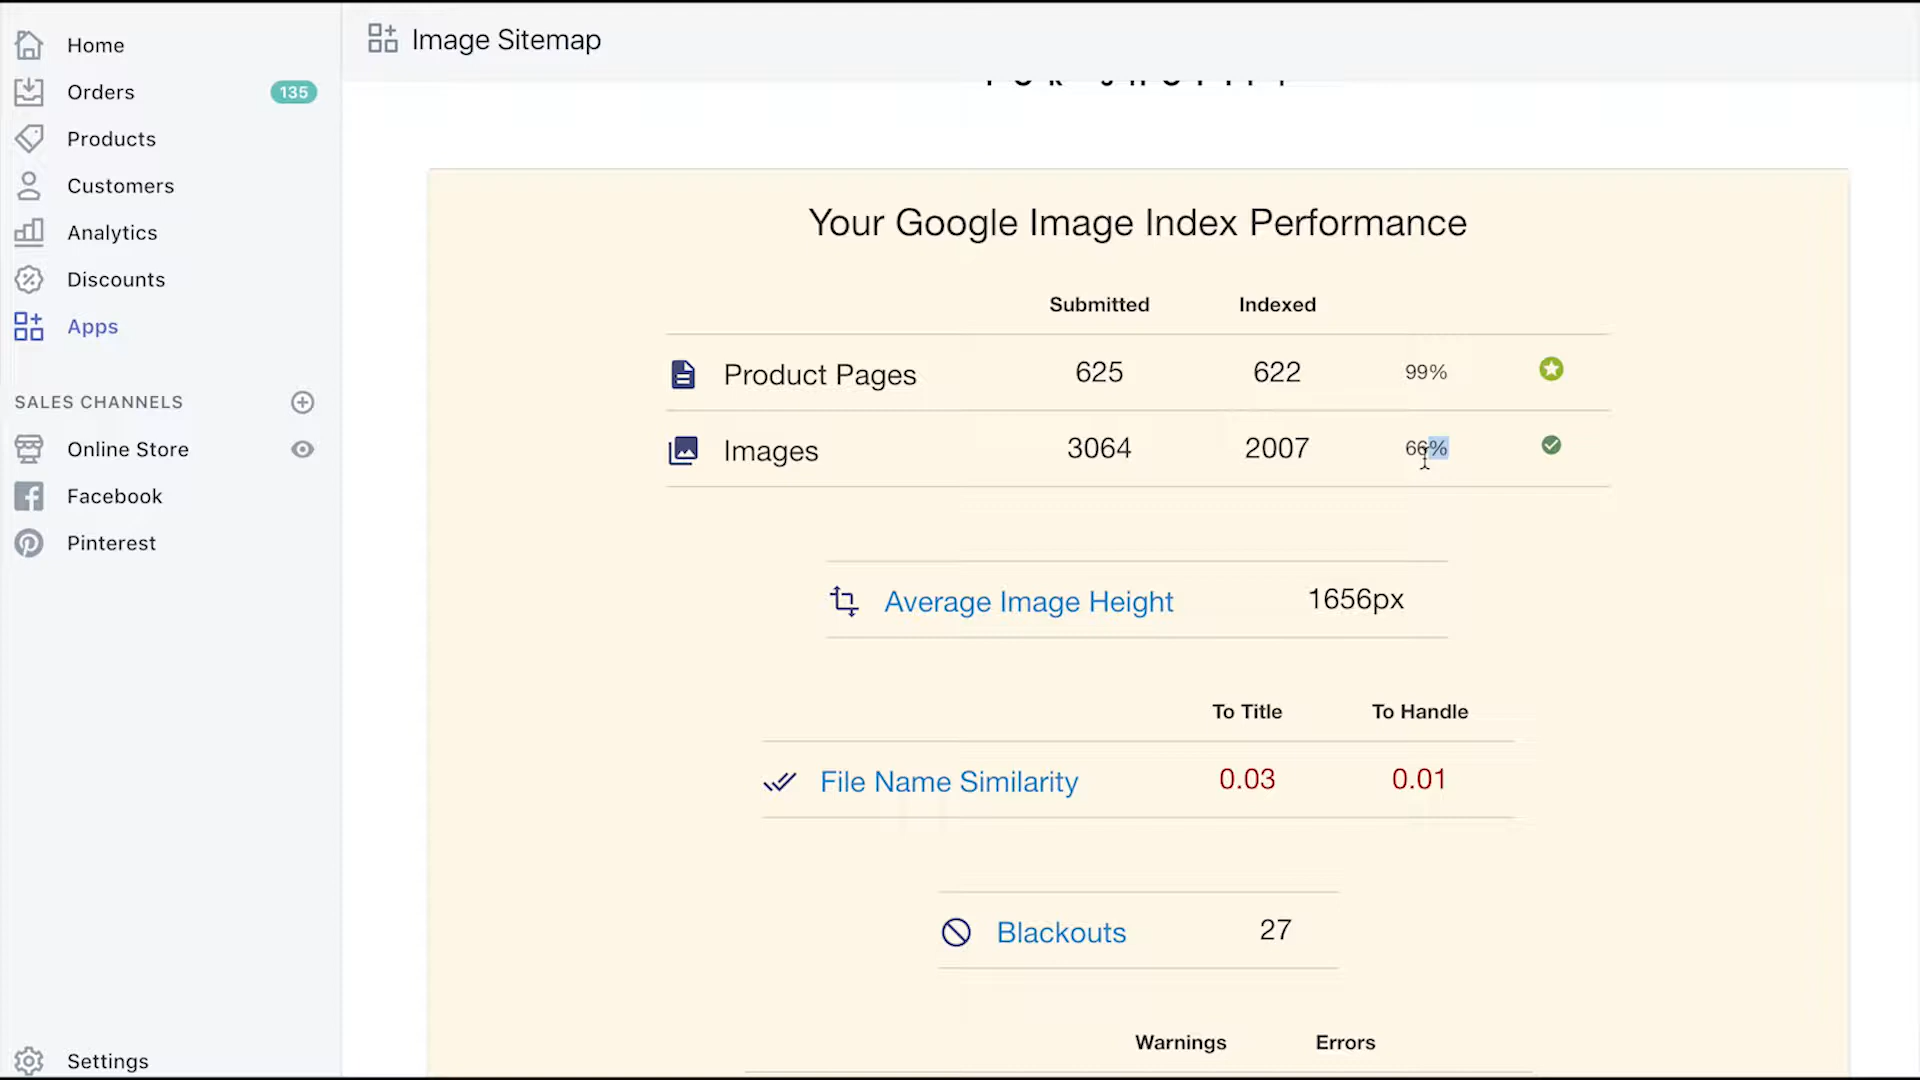 Home
Orders 135
Products
Customers
Analytics
Discounts
Apps
SALES CHANNELS
Online Store
Facebook
Pinterest
Settings
Image Sitemap
Your Google Image Index Performance
Submitted Indexed
Product Pages 625 622 99%
Images 3064 2007 66%
Average Image Height 1656px
To Title To Handle
File Name Similarity 0.03 0.01
Blackouts 27
Warnings Errors